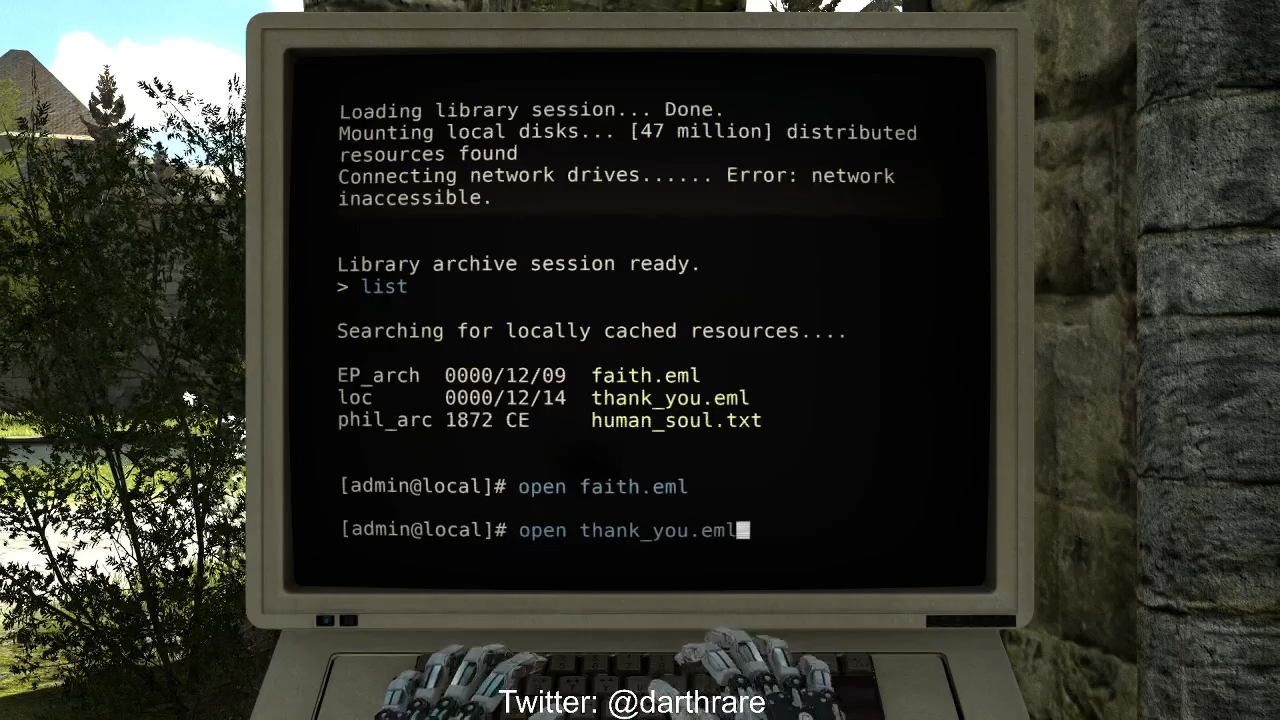 Loading library session... Done.
Mounting local disks... [47 million] distributed
resources found
Connecting network drives...... Error: network
inaccessible.
Library archive session ready.
> list
Searching for locally cached resources....
EP_arch 0000/12/09 faith.eml
loc 0000/12/14 thank_you.eml
phil_arc 1872 CE human_soul.txt
[admin@local]# open faith.eml
[admin@local]# open thank_you.eml
Twitter: @darthrare